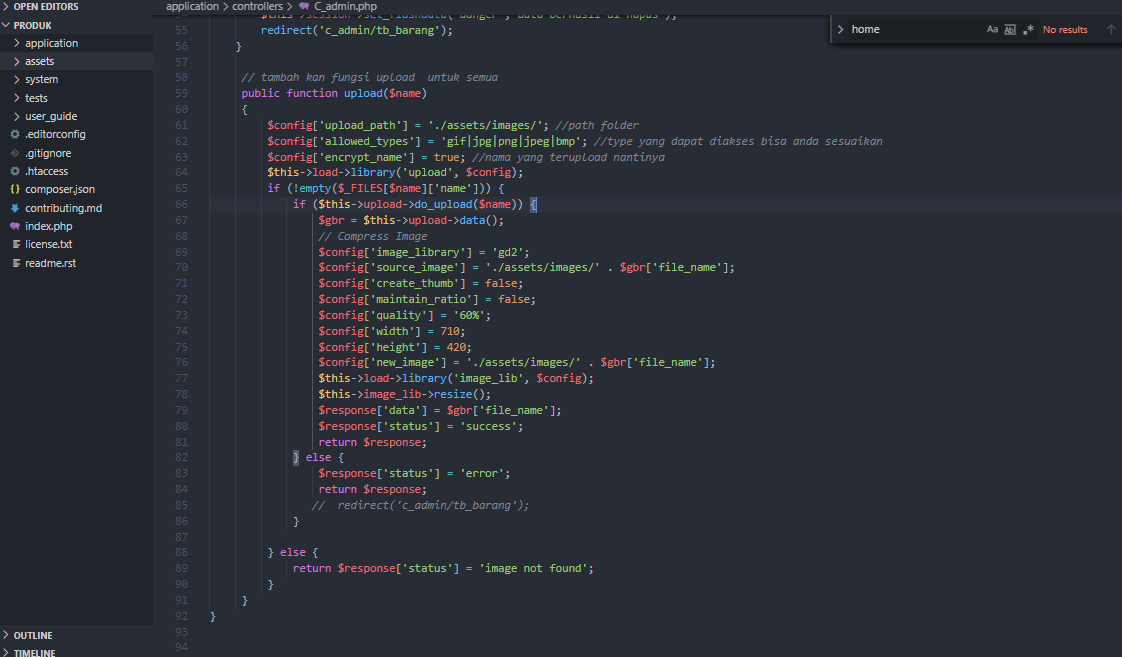 OPEN EDITORS
PRODUK
application
assets
system
tests
user_guide
.editorconfig
.gitignore
.htaccess
composer.json
contributing.md
index.php
license.txt
readme.rst
OUTLINE
TIMELINE
application > controllers > C_admin.php
home
Aa Abl .* No results
55 redirect('c_admin/tb_barang');
56 }
57
58 // tambah kan fungsi upload  untuk semua
59 public function upload($name)
60 {
61 $config['upload_path'] = './assets/images/'; //path folder
62 $config['allowed_types'] = 'gif|jpg|png|jpeg|bmp'; //type yang dapat diakses bisa anda sesuaikan
63 $config['encrypt_name'] = true; //nama yang terupload nantinya
64 $this->load->library('upload', $config);
65 if (!empty($_FILES[$name]['name'])) {
66 if ($this->upload->do_upload($name)) {
67 $gbr = $this->upload->data();
68 // Compress Image
69 $config['image_library'] = 'gd2';
70 $config['source_image'] = './assets/images/' . $gbr['file_name'];
71 $config['create_thumb'] = false;
72 $config['maintain_ratio'] = false;
73 $config['quality'] = '60%';
74 $config['width'] = 710;
75 $config['height'] = 420;
76 $config['new_image'] = './assets/images/' . $gbr['file_name'];
77 $this->load->library('image_lib', $config);
78 $this->image_lib->resize();
79 $response['data'] = $gbr['file_name'];
80 $response['status'] = 'success';
81 return $response;
82 } else {
83 $response['status'] = 'error';
84 return $response;
85 //  redirect('c_admin/tb_barang');
86 }
87
88 } else {
89 return $response['status'] = 'image not found';
90 }
91 }
92 }
93
94